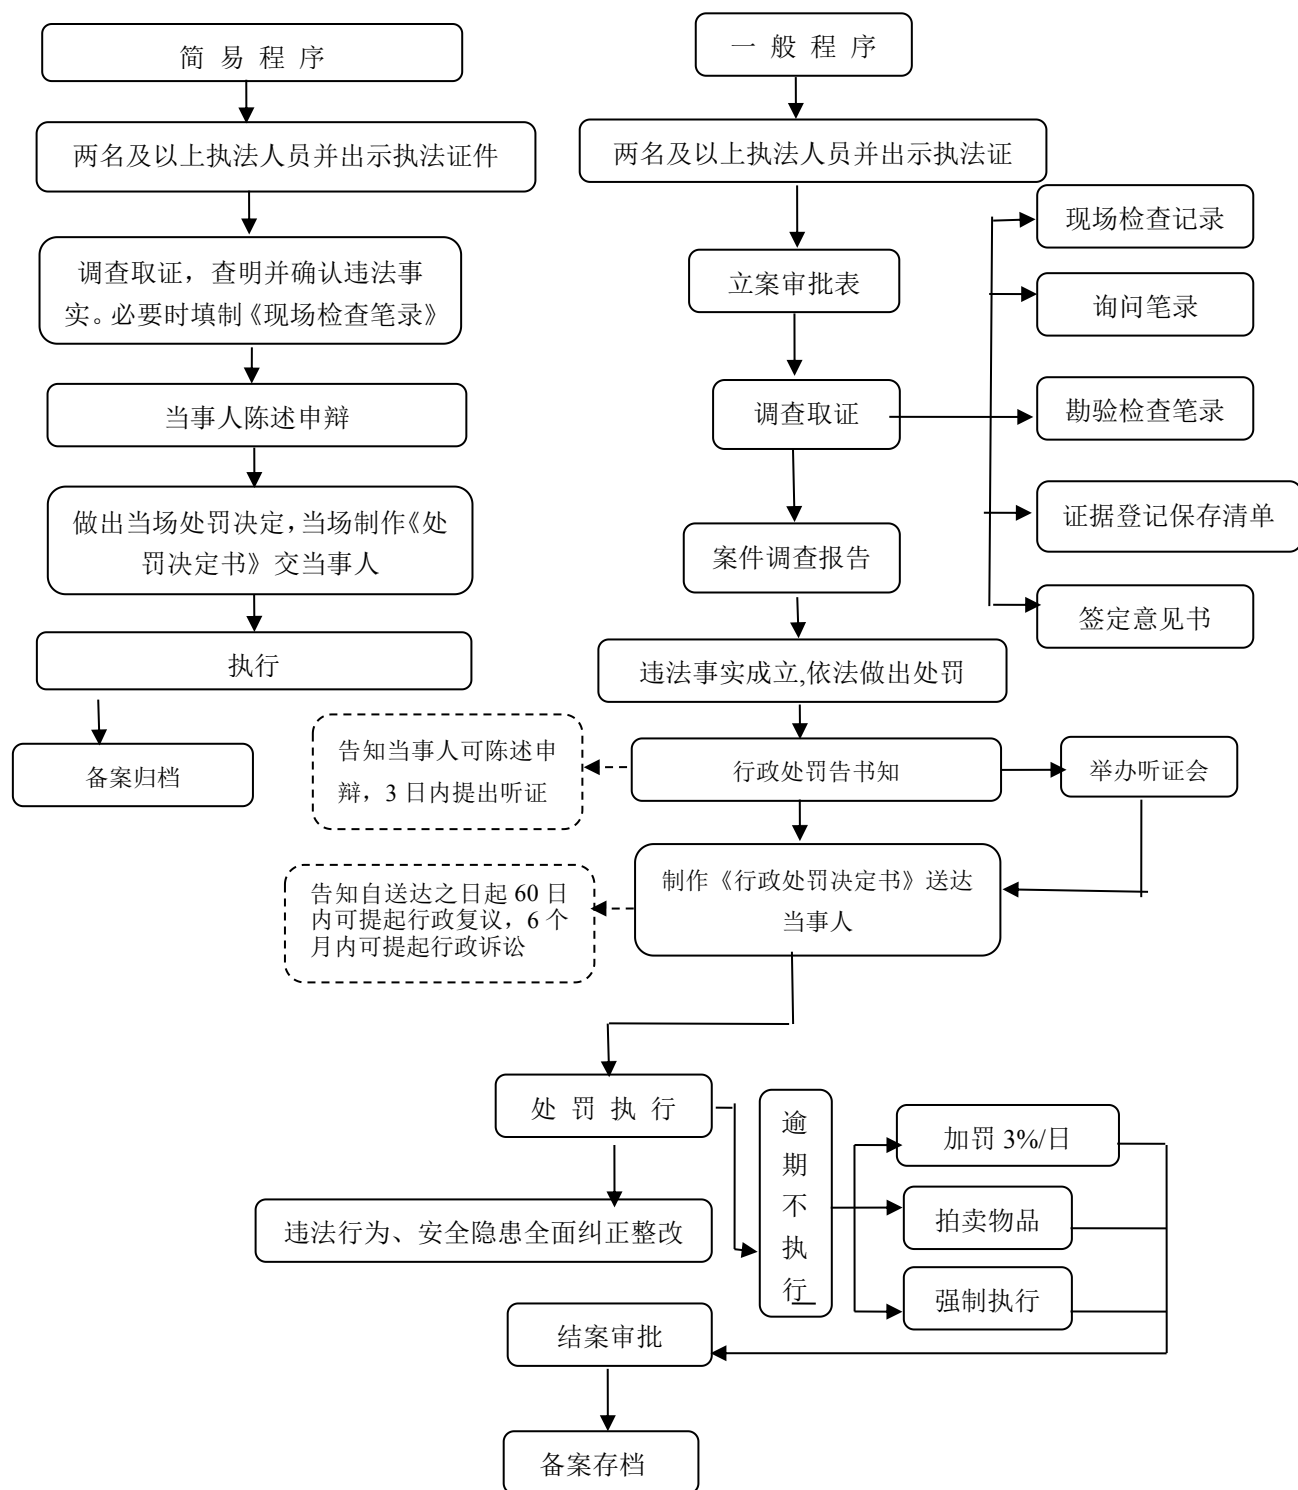 简 易 程 序
两名及以上执法人员并出示执法证件
调查取证，查明并确认违法事
实。必要时填制《现场检查笔录》
当事人陈述申辩
做出当场处罚决定，当场制作《处
罚决定书》交当事人
执行
备案归档
一 般 程 序
两名及以上执法人员并出示执法证
立案审批表
调查取证
现场检查记录
询问笔录
勘验检查笔录
证据登记保存清单
签定意见书
案件调查报告
违法事实成立,依法做出处罚
行政处罚告书知
告知当事人可陈述申
辩，3 日内提出听证
举办听证会
制作《行政处罚决定书》送达
当事人
告知自送达之日起 60 日
内可提起行政复议，6 个
月内可提起行政诉讼
处 罚 执 行
违法行为、安全隐患全面纠正整改
逾
期
不
执
行
加罚 3%/日
拍卖物品
强制执行
结案审批
备案存档